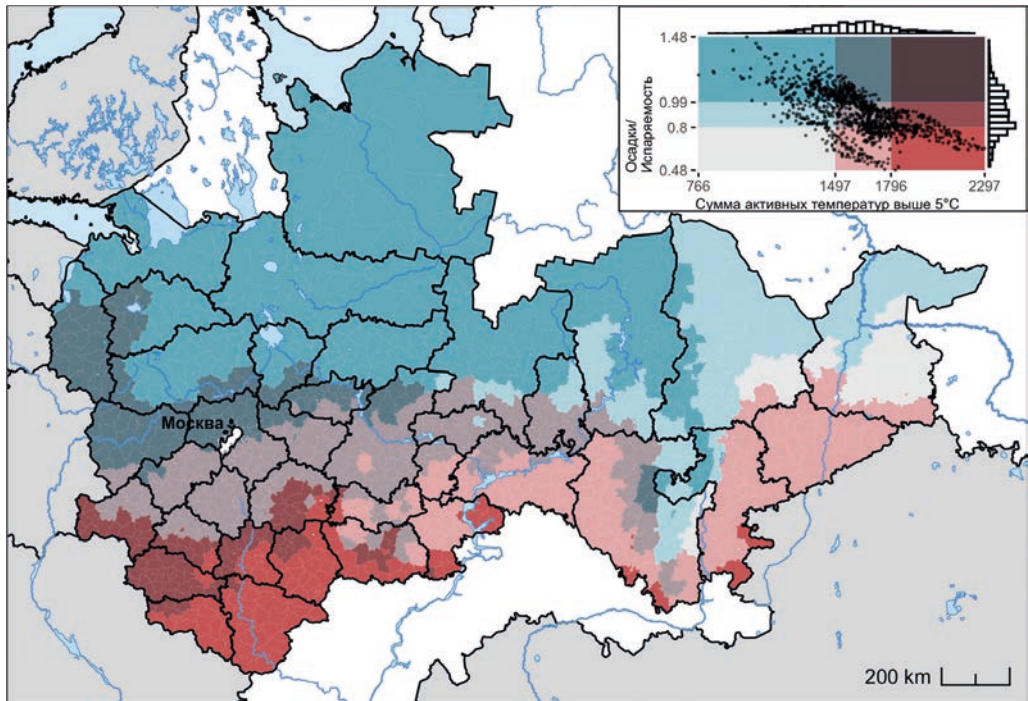 1.48
0.99
0.8
0.48
Осадки/
Испаряемость
766
1497
1796
2297
Сумма активных температур выше 5°C
Москва
200 km